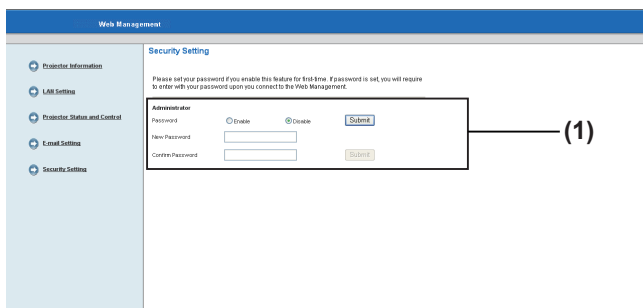 Web Management
Security Setting
Projector Information
LAN Setting
Projector Status and Control
E-mail Setting
Security Setting
Please set your password if you enable this feature for first-time. If password is set, you will require
to enter with your password upon you connect to the Web Management.
Administrator
Password Enable Disable Submit
New Password
Confirm Password Submit
(1)